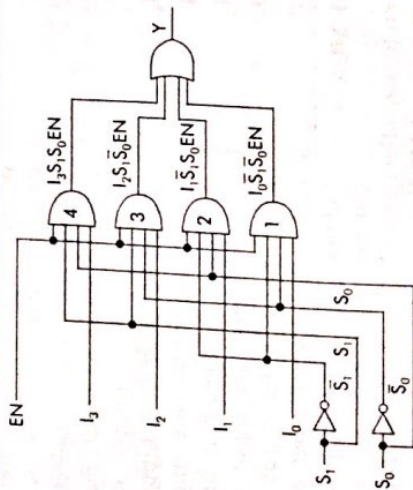 EN
I₃
I₂
I₁
I₀
S₁
S₀
S̄₁
S̄₀
S₁
S₀
4
3
2
1
I₃S₁S₀EN
I₂S₁S̄₀EN
I₁S̄₁S₀EN
I₀S̄₁S̄₀EN
Y